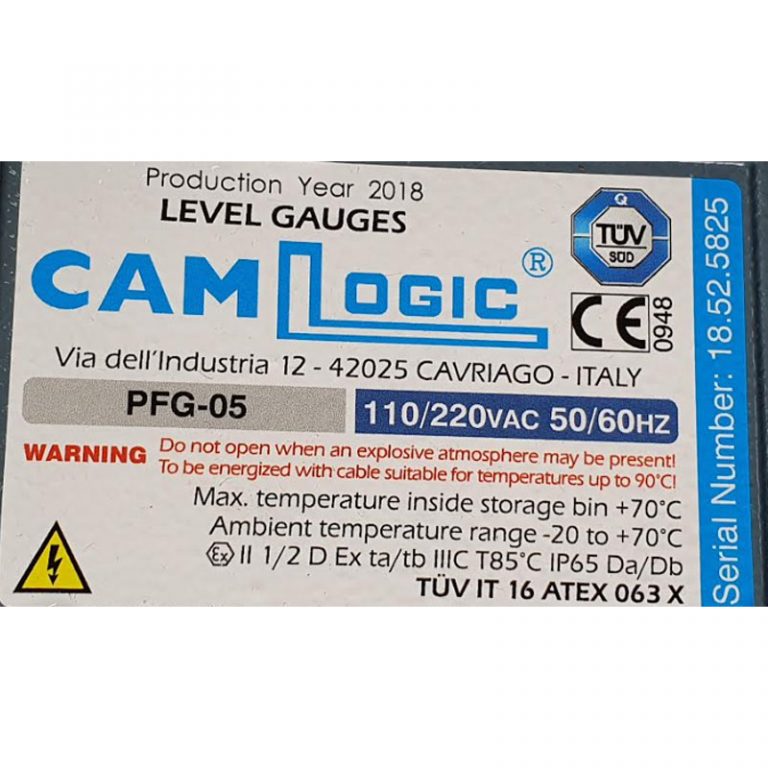 Production Year 2018
LEVEL GAUGES
CAMLOGIC ®
Q
TÜV
SÜD
CE 0948
Via dell'Industria 12 - 42025 CAVRIAGO - ITALY
PFG-05
110/220VAC 50/60HZ
WARNING Do not open when an explosive atmosphere may be present!
To be energized with cable suitable for temperatures up to 90°C!
Max. temperature inside storage bin +70°C
Ambient temperature range -20 to +70°C
Ex II 1/2 D Ex ta/tb IIIC T85°C IP65 Da/Db
TÜV IT 16 ATEX 063 X
Serial Number: 18.52.5825